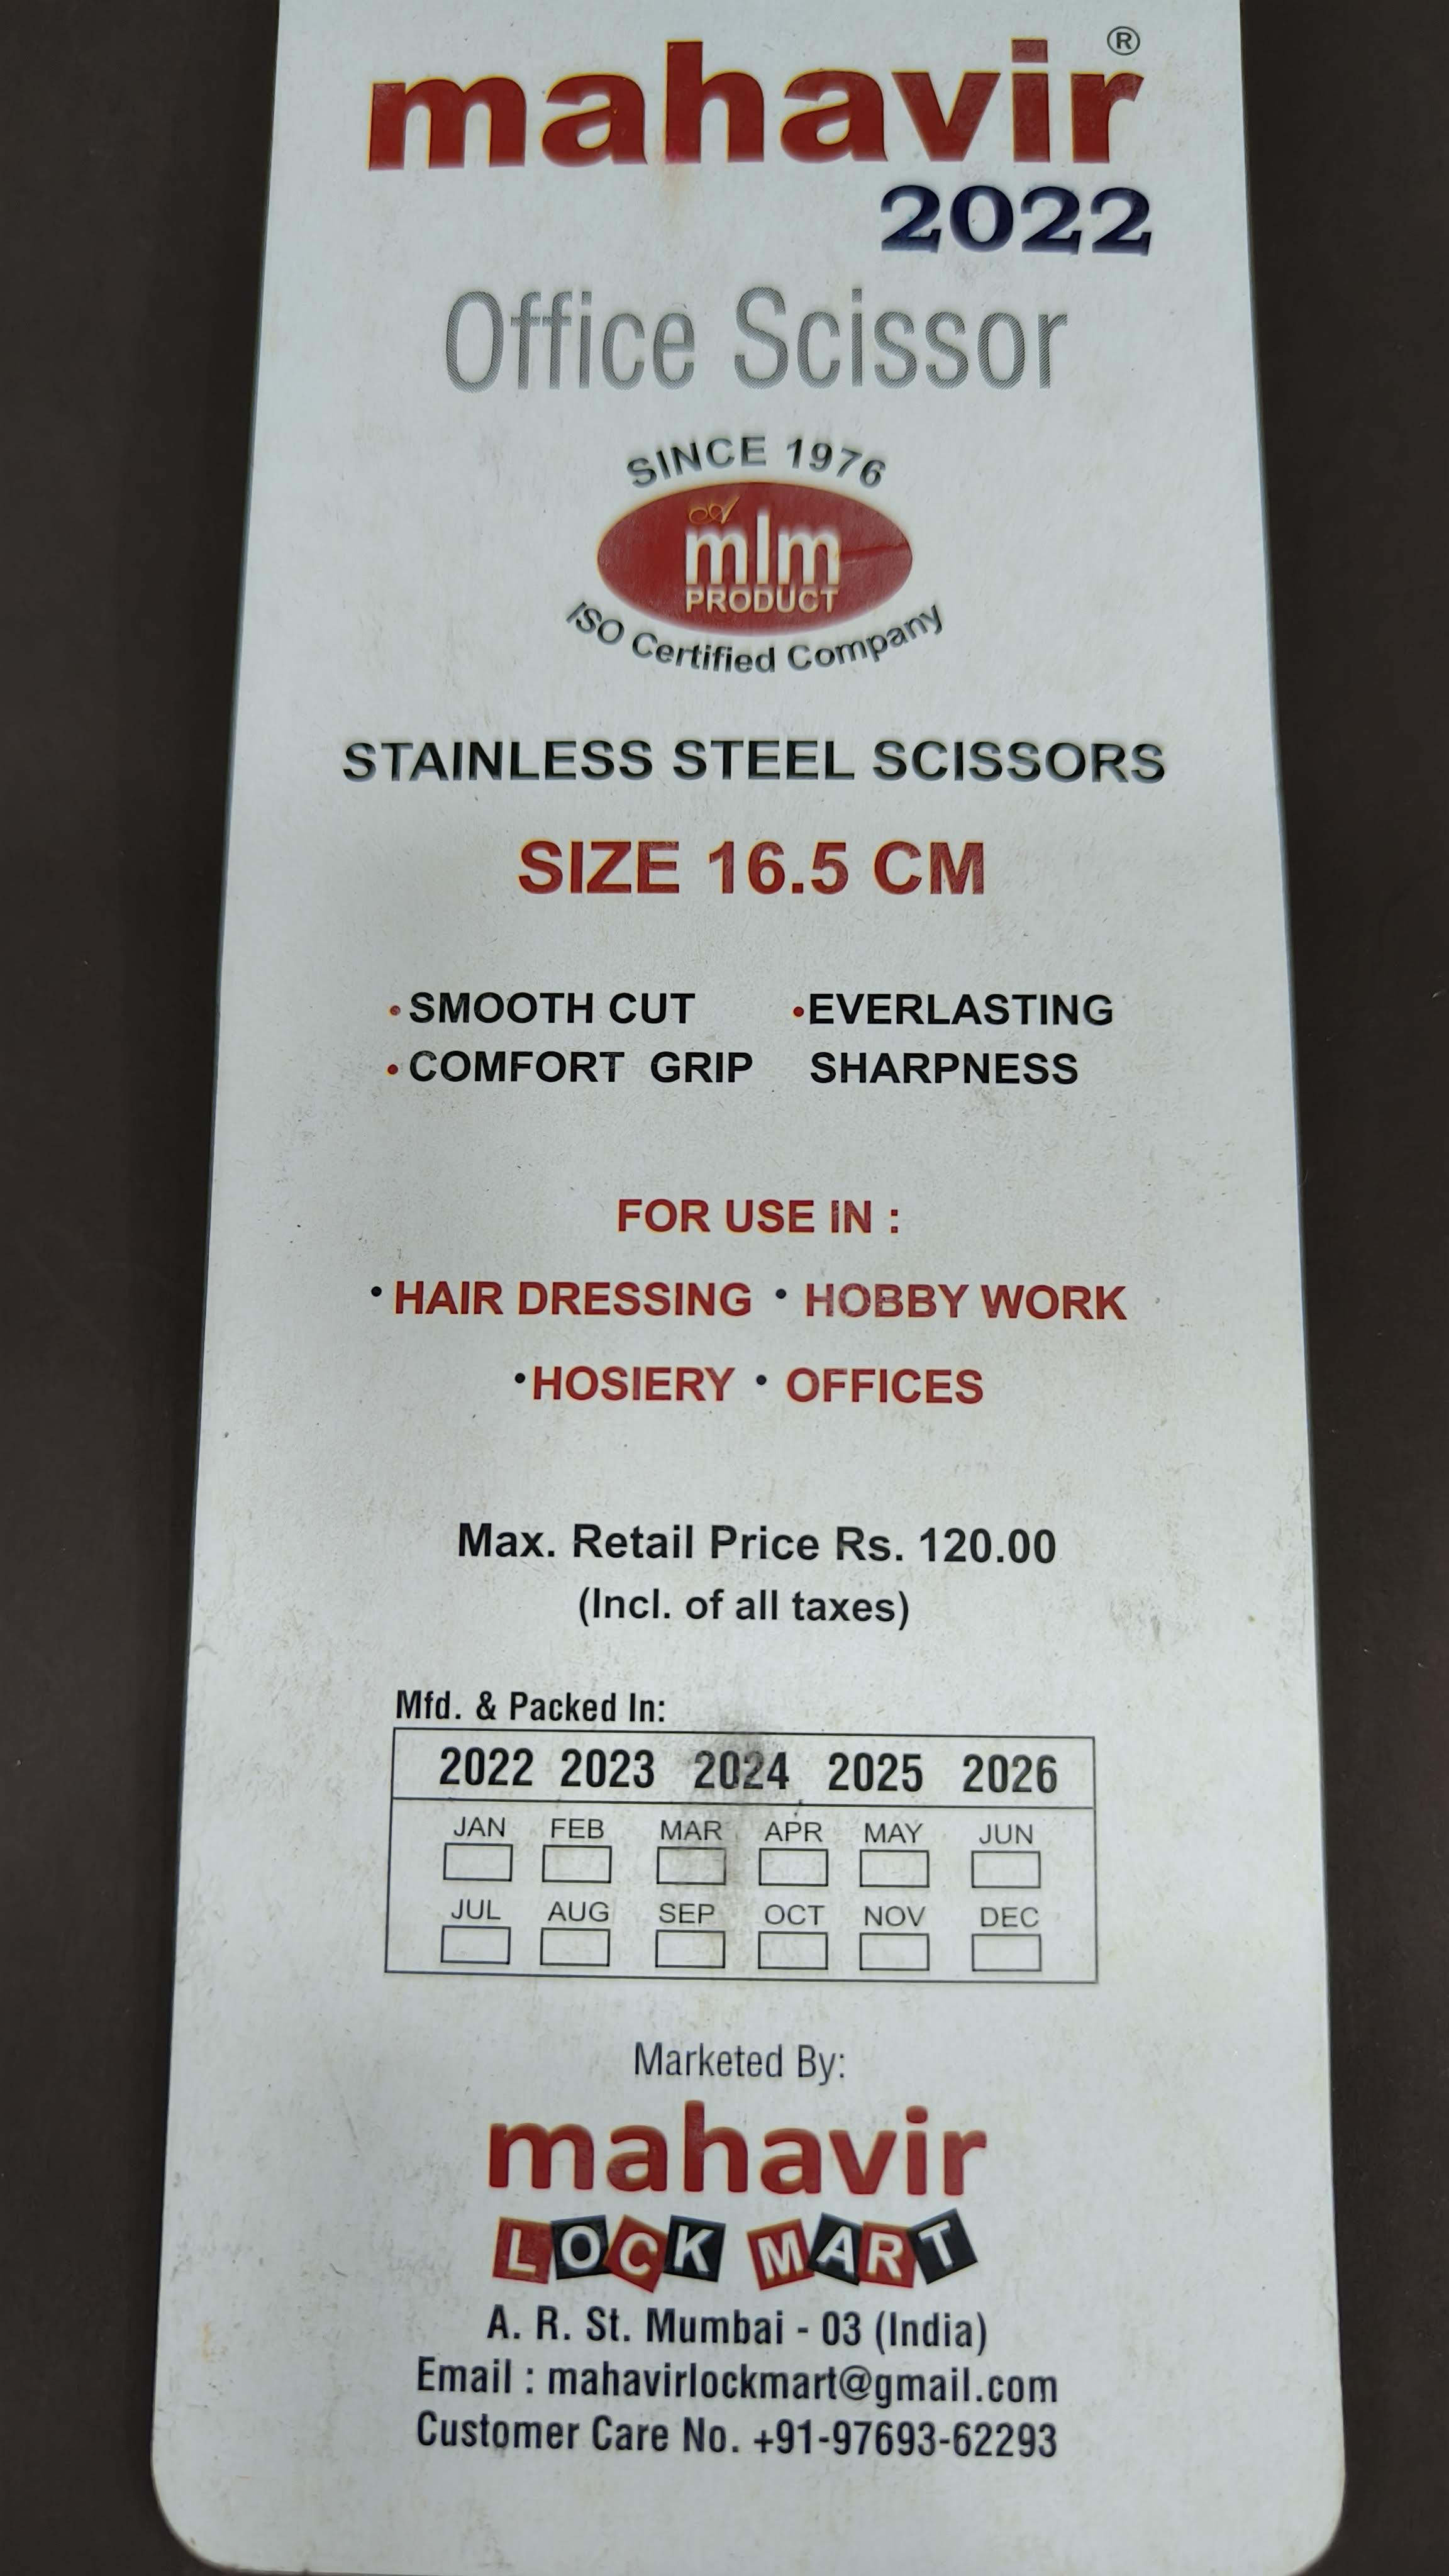 mahavir®
2022
Office Scissor
SINCE 1976
A
mlm
PRODUCT
ISO Certified Company
STAINLESS STEEL SCISSORS
SIZE 16.5 CM
•SMOOTH CUT •EVERLASTING
•COMFORT GRIP SHARPNESS
FOR USE IN :
•HAIR DRESSING • HOBBY WORK
•HOSIERY • OFFICES
Max. Retail Price Rs. 120.00
(Incl. of all taxes)
Mfd. & Packed In:
2022 2023 2024 2025 2026
JAN FEB MAR APR MAY JUN
JUL AUG SEP OCT NOV DEC
Marketed By:
mahavir
LOCK MART
A. R. St. Mumbai - 03 (India)
Email : mahavirlockmart@gmail.com
Customer Care No. +91-97693-62293